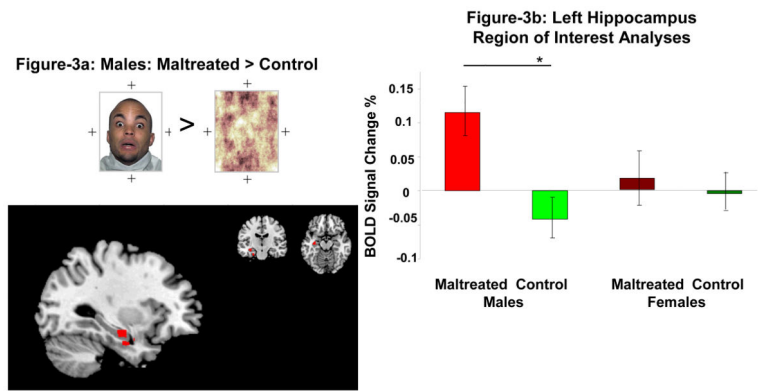 Figure-3a: Males: Maltreated > Control
>
Figure-3b: Left Hippocampus
Region of Interest Analyses
*
BOLD Signal Change %
0.15
0.1
0.05
0
-0.05
-0.1
Maltreated Control
Males
Maltreated Control
Females